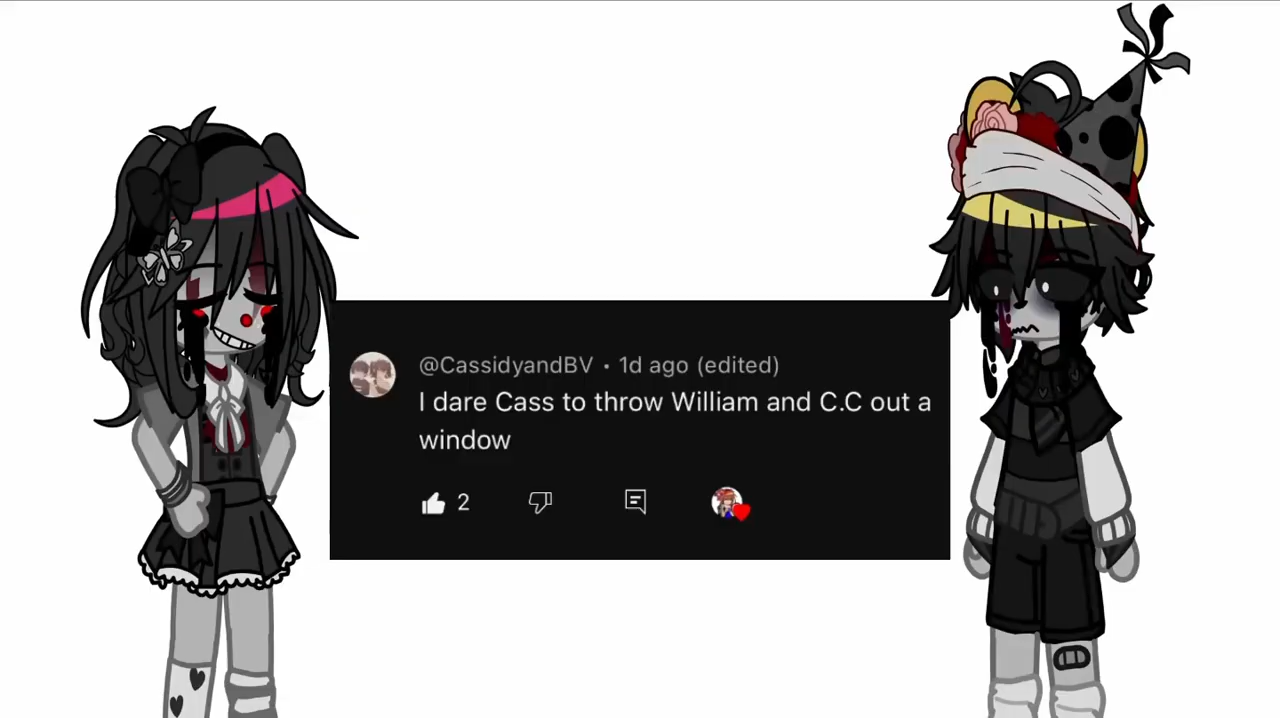 @CassidyandBV • 1d ago (edited)
I dare Cass to throw William and C.C out a
window
2